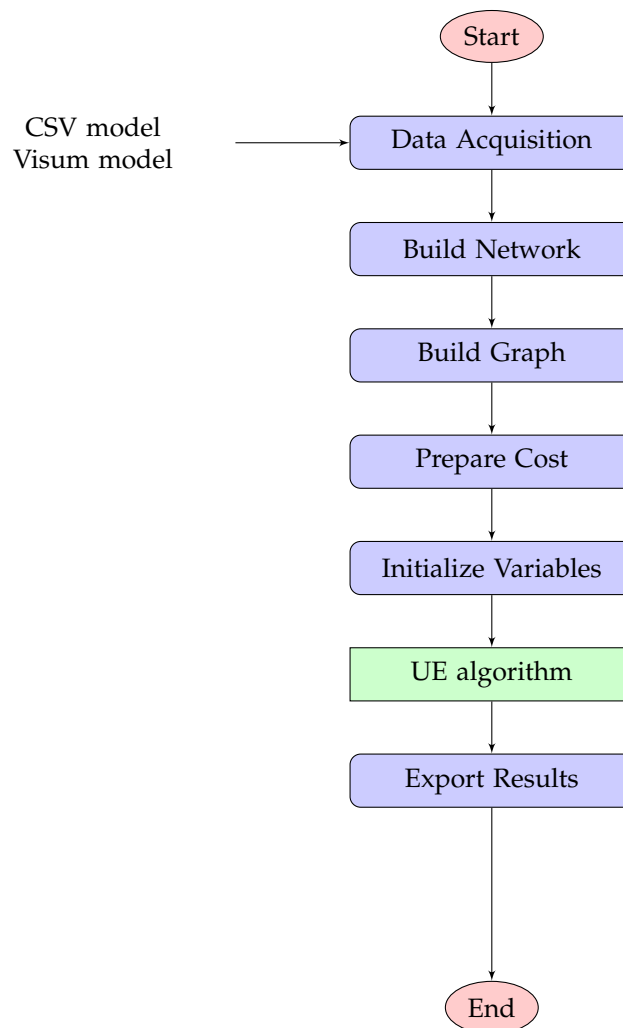 Start
CSV model
Visum model
Data Acquisition
Build Network
Build Graph
Prepare Cost
Initialize Variables
UE algorithm
Export Results
End